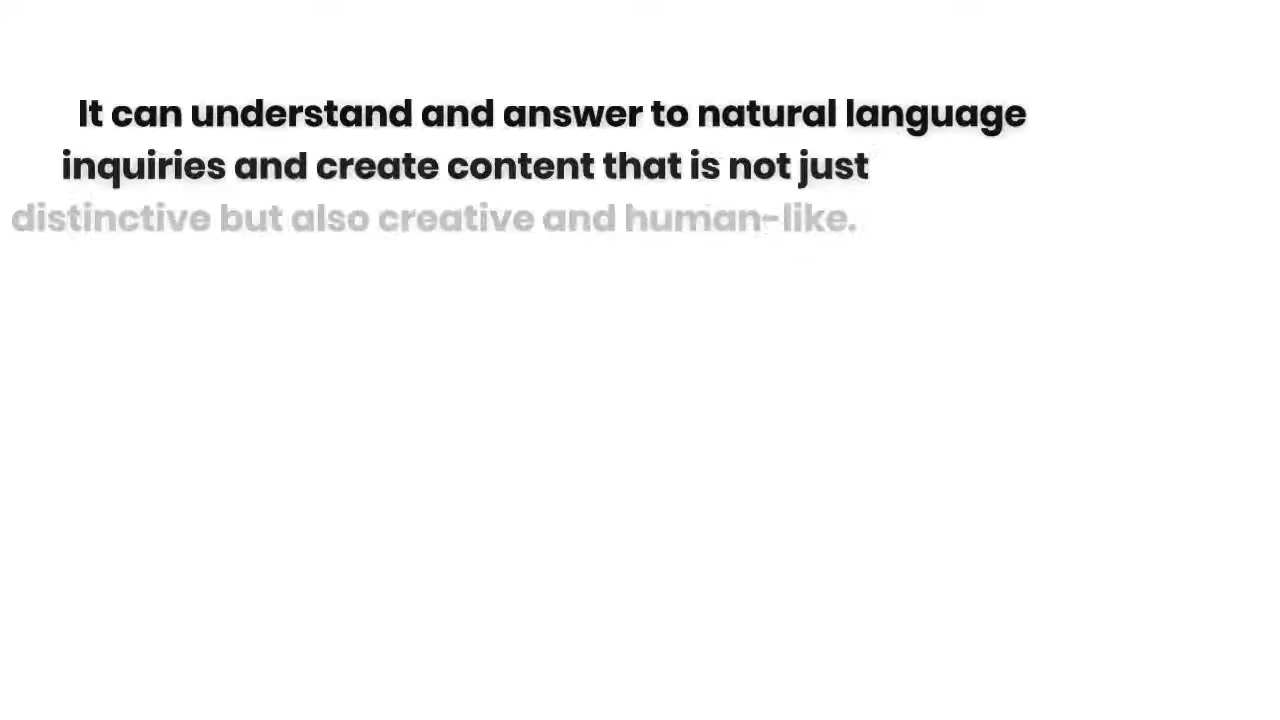 It can understand and answer to natural language
inquiries and create content that is not just
distinctive but also creative and human-like.